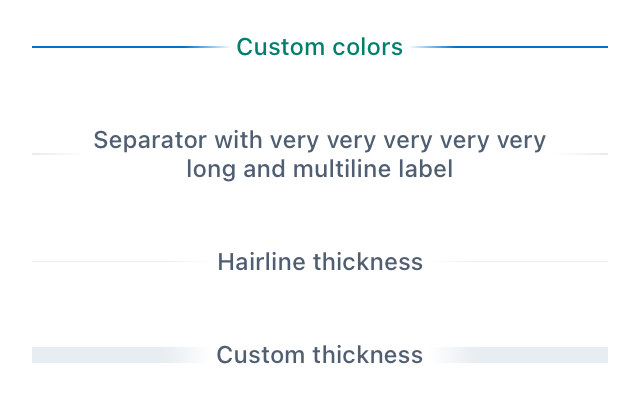 Custom colors
Separator with very very very very very
long and multiline label
Hairline thickness
Custom thickness